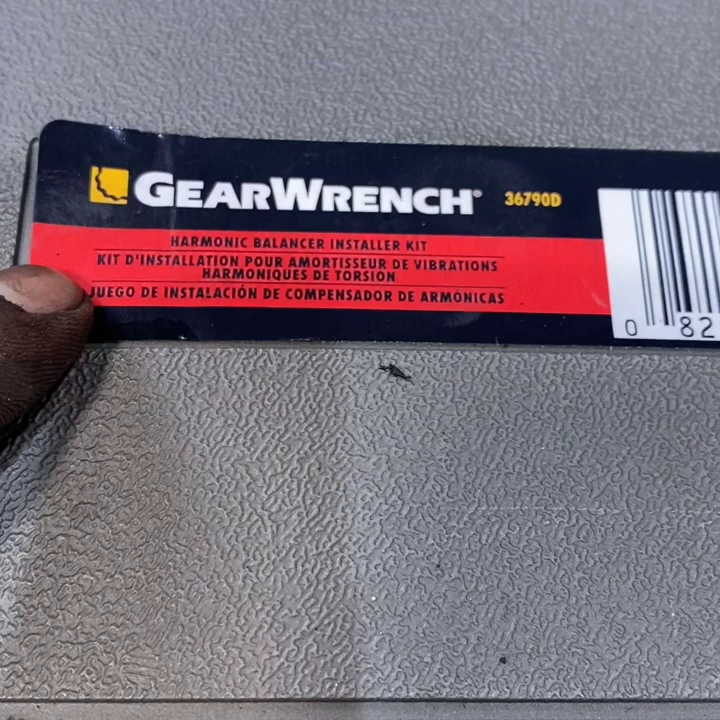 GEARWRENCH® 36790D
HARMONIC BALANCER INSTALLER KIT
KIT D'INSTALLATION POUR AMORTISSEUR DE VIBRATIONS
HARMONIQUES DE TORSION
JUEGO DE INSTALACIÓN DE COMPENSADOR DE ARMÓNICAS
0 82